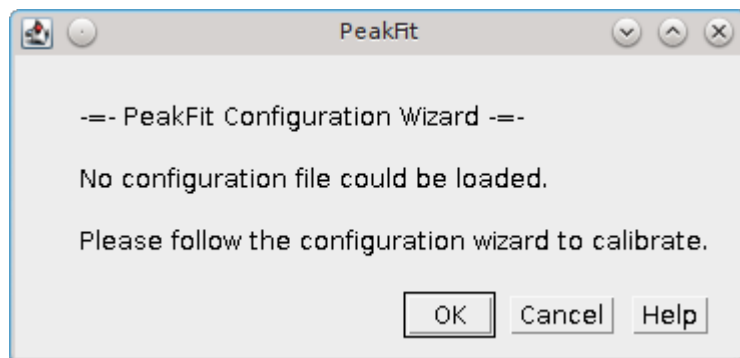 PeakFit
-=- PeakFit Configuration Wizard -=-
No configuration file could be loaded.
Please follow the configuration wizard to calibrate.
OK Cancel Help